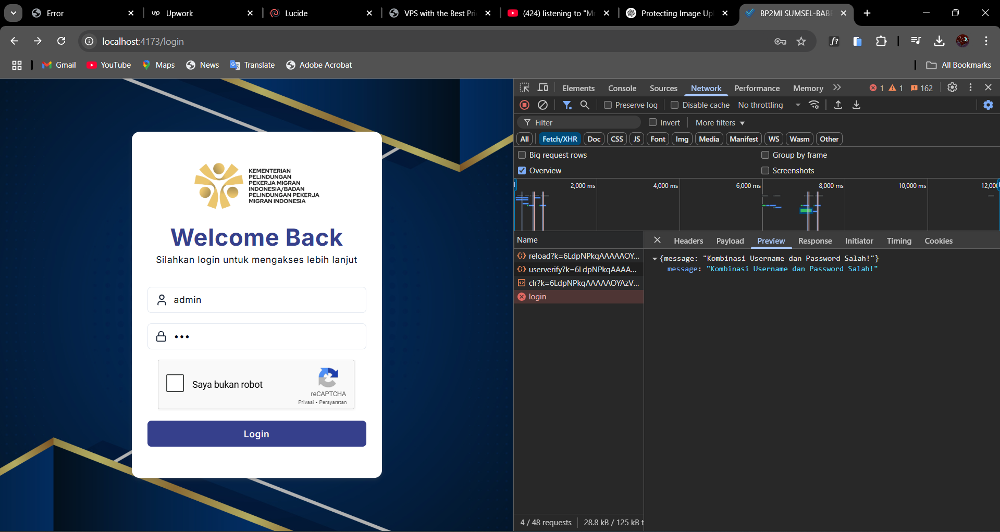 Error
Upwork
Lucide
VPS with the Best Pri
(424) listening to "Mr
Protecting Image Up
BP2MI SUMSEL-BABE
localhost:4173/login
Gmail
YouTube
Maps
News
Translate
Adobe Acrobat
All Bookmarks
KEMENTERIAN
PELINDUNGAN
PEKERJA MIGRAN
INDONESIA/BADAN
PELINDUNGAN PEKERJA
MIGRAN INDONESIA
Welcome Back
Silahkan login untuk mengakses lebih lanjut
admin
•••
Saya bukan robot
reCAPTCHA
Privasi - Persyaratan
Login
Elements Console Sources Network Performance Memory 1 1 162
Preserve log Disable cache No throttling
Filter Invert More filters
All Fetch/XHR Doc CSS JS Font Img Media Manifest WS Wasm Other
Big request rows Group by frame
Overview Screenshots
2,000 ms 4,000 ms 6,000 ms 8,000 ms 10,000 ms 12,00
Name
reload?k=6LdpNPkqAAAAAOY...
userverify?k=6LdpNPkqAAAA...
clr?k=6LdpNPkqAAAAAOYAzV...
login
4 / 48 requests 28.8 kB / 125 kB t
Headers Payload Preview Response Initiator Timing Cookies
{message: "Kombinasi Username dan Password Salah!"}
message: "Kombinasi Username dan Password Salah!"